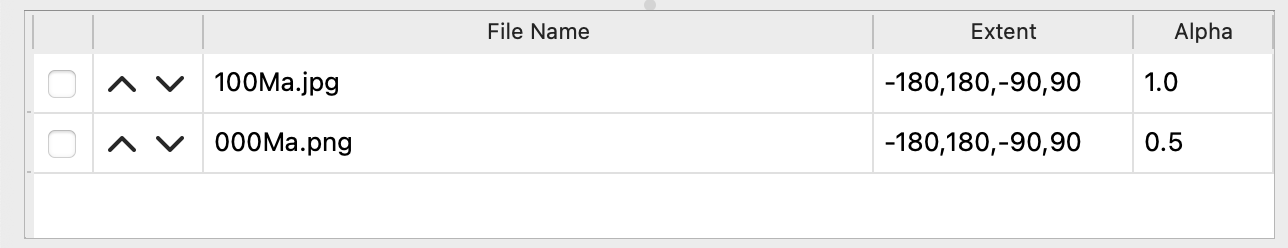 File Name Extent Alpha
100Ma.jpg -180,180,-90,90 1.0
000Ma.png -180,180,-90,90 0.5